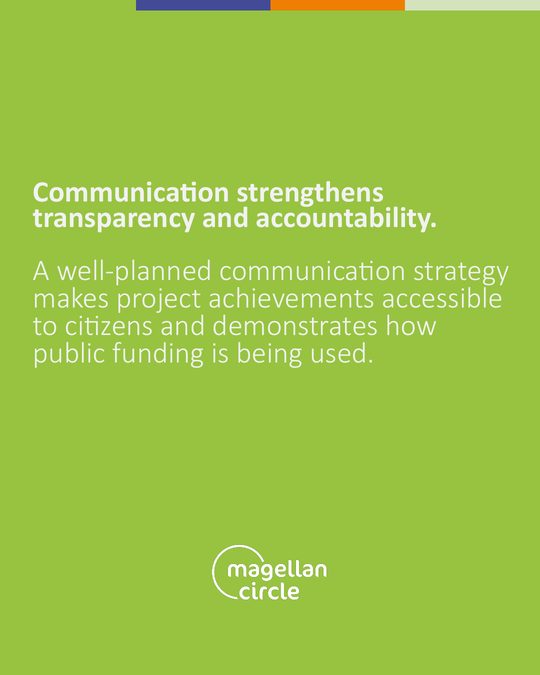 Communication strengthens
transparency and accountability.
A well-planned communication strategy
makes project achievements accessible
to citizens and demonstrates how
public funding is being used.
magellan
circle